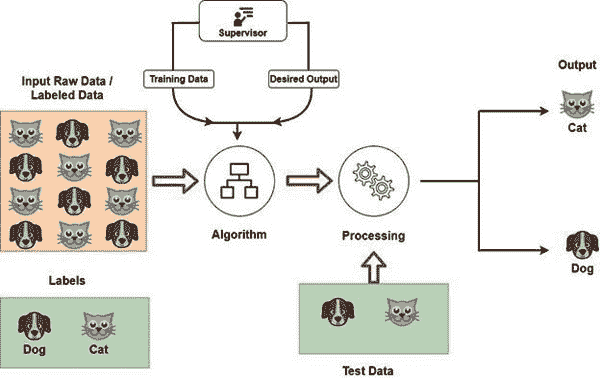 Supervisor
Training Data
Desired Output
Input Raw Data /
Labeled Data
Output
Cat
Algorithm
Processing
Dog
Labels
Dog
Cat
Test Data